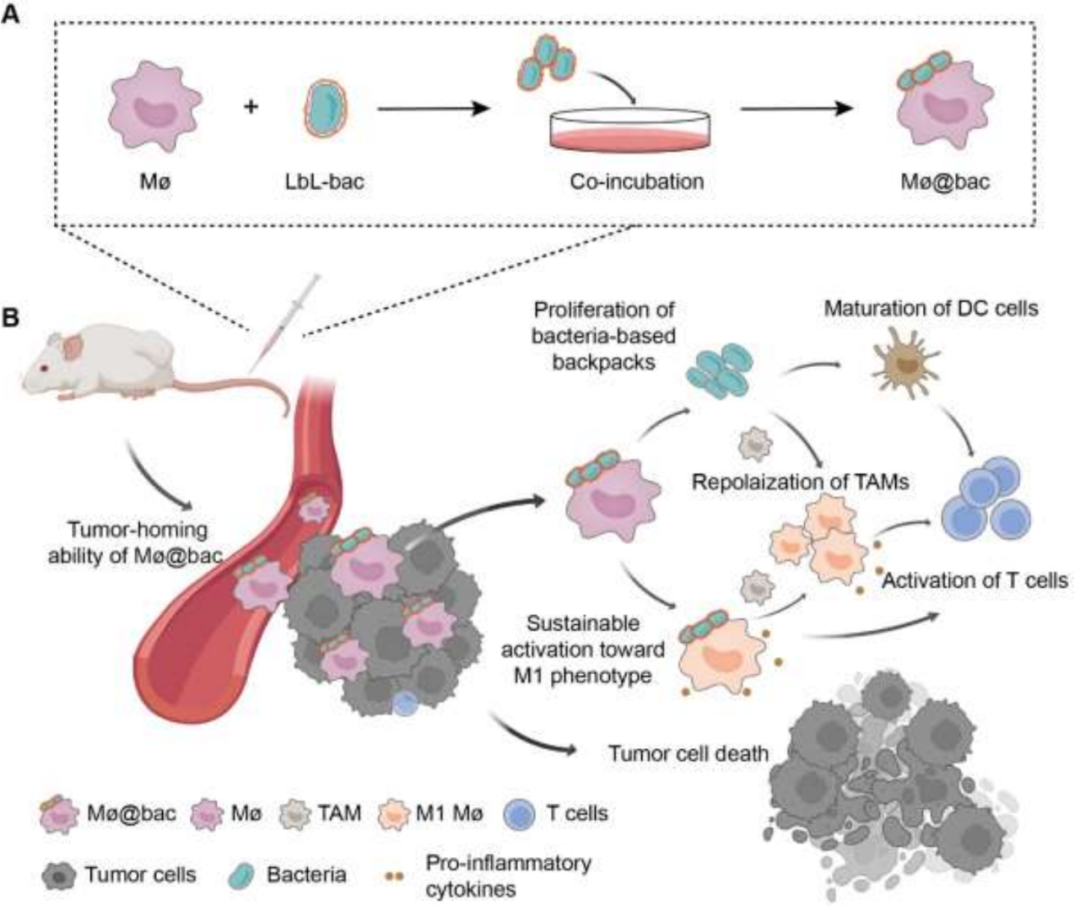 A
Mø
+
LbL-bac
Co-incubation
Mø@bac
B
Proliferation of
bacteria-based
backpacks
Maturation of DC cells
Tumor-homing
ability of Mø@bac
Repolaization of TAMs
Activation of T cells
Sustainable
activation toward
M1 phenotype
Tumor cell death
Mø@bac
Mø
TAM
M1 Mø
T cells
Tumor cells
Bacteria
Pro-inflammatory
cytokines